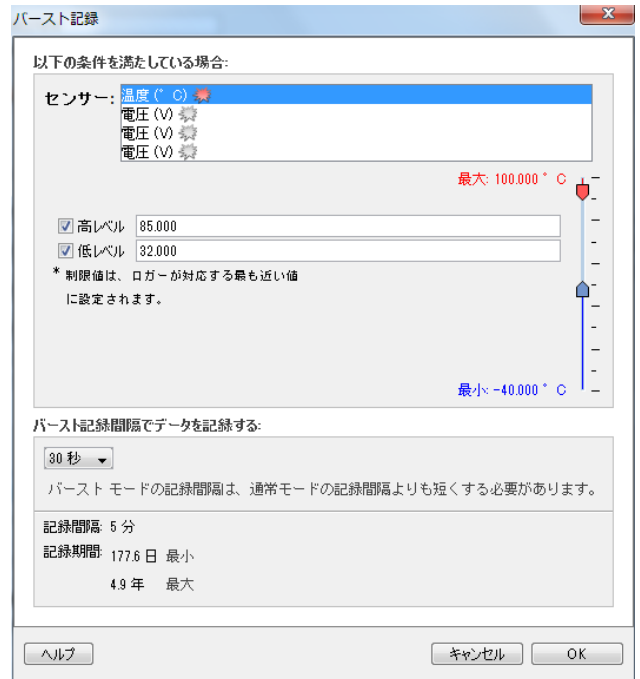 バースト記録
以下の条件を満たしている場合:
センサー: 温度(° C)
電圧(V)
電圧(V)
電圧(V)
最大: 100.000 ° C
高レベル 85.000
低レベル 32.000
* 制限値は、ロガーが対応する最も近い値
に設定されます。
最小: -40.000 ° C
バースト記録間隔でデータを記録する:
30 秒
バースト モードの記録間隔は、通常モードの記録間隔よりも短くする必要があります。
記録間隔: 5 分
記録期間: 177.6 日 最小
4.9 年 最大
ヘルプ キャンセル OK